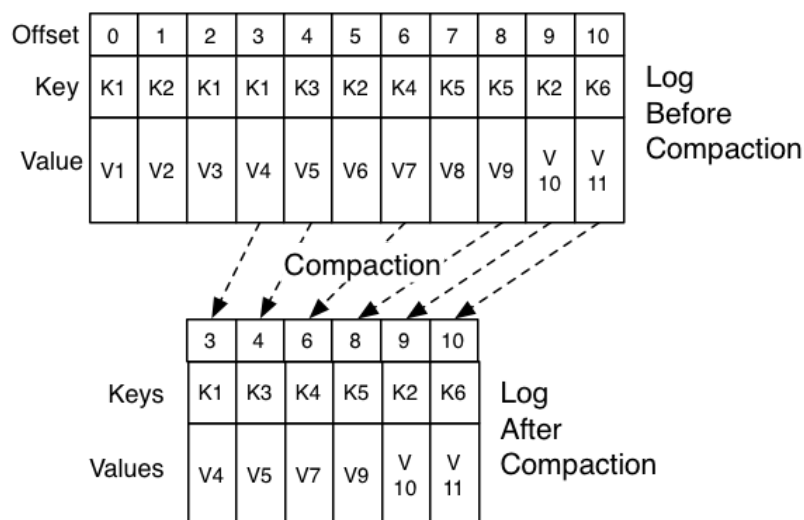 Offset 0 1 2 3 4 5 6 7 8 9 10
Key K1 K2 K1 K1 K3 K2 K4 K5 K5 K2 K6
Value V1 V2 V3 V4 V5 V6 V7 V8 V9 V 10 V 11
Log
Before
Compaction
Compaction
3 4 6 8 9 10
Keys K1 K3 K4 K5 K2 K6
Values V4 V5 V7 V9 V 10 V 11
Log
After
Compaction